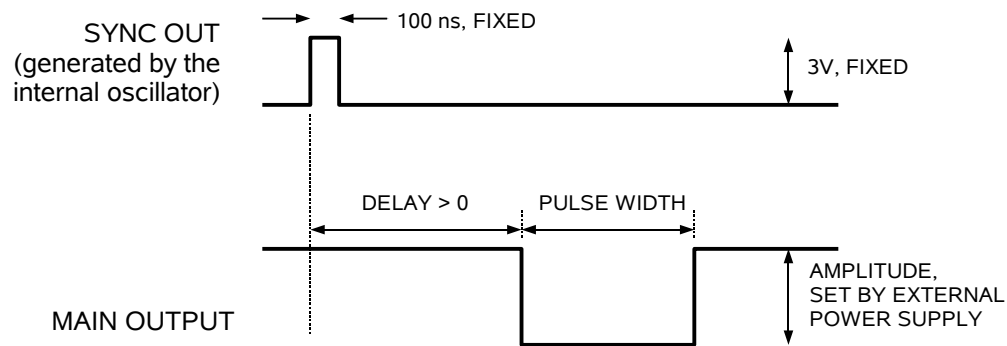 100 ns, FIXED
SYNC OUT
(generated by the
internal oscillator)
3V, FIXED
DELAY > 0
PULSE WIDTH
AMPLITUDE,
SET BY EXTERNAL
POWER SUPPLY
MAIN OUTPUT